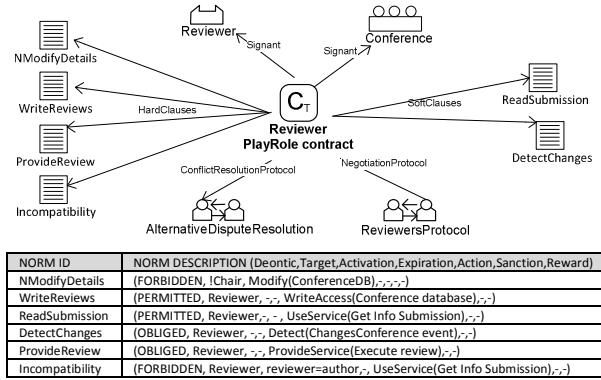 Reviewer
Conference
Signant
Signant
NModifyDetails
WriteReviews
HardClauses
ProvideReview
Incompatibility
CT
Reviewer
PlayRole contract
SoftClauses
ReadSubmission
DetectChanges
ConflictResolutionProtocol
NegotiationProtocol
AlternativeDisputeResolution
ReviewersProtocol
NORM ID NORM DESCRIPTION (Deontic,Target,Activation,Expiration,Action,Sanction,Reward)
NModifyDetails (FORBIDDEN, !Chair, Modify(ConferenceDB),-,-,-,-)
WriteReviews (PERMITTED, Reviewer, -,-, WriteAccess(Conference database),-,-)
ReadSubmission (PERMITTED, Reviewer,-, - , UseService(Get Info Submission),-,-)
DetectChanges (OBLIGED, Reviewer, -,-, Detect(ChangesConference event),-,-)
ProvideReview (OBLIGED, Reviewer, -,-, ProvideService(Execute review),-,-)
Incompatibility (FORBIDDEN, Reviewer, reviewer=author,-, UseService(Get Info Submission),-,-)